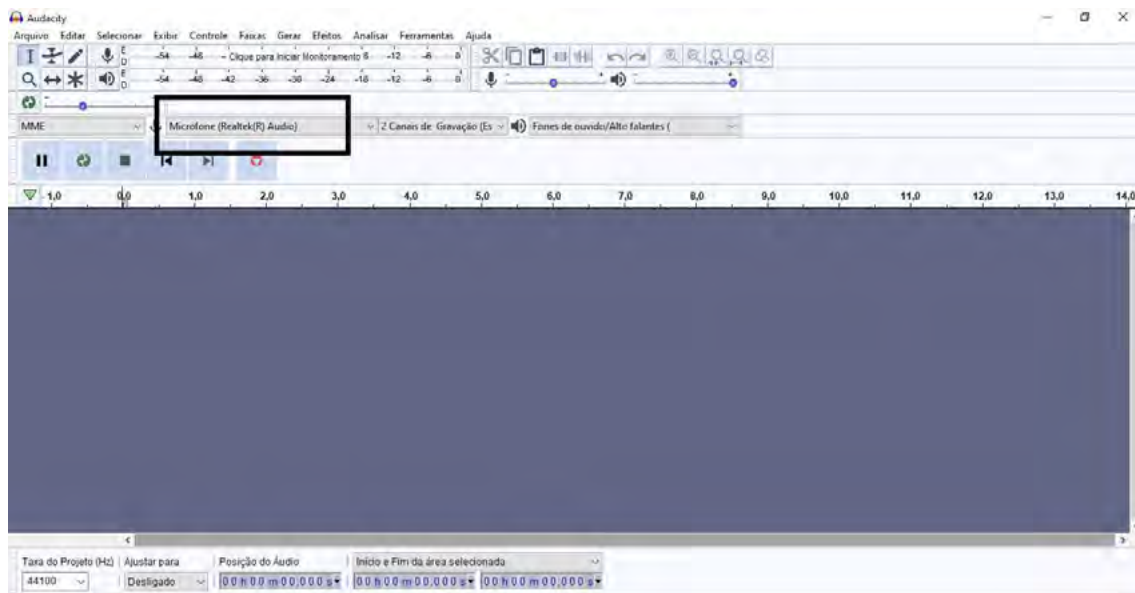 Audacity
Arquivo Editar Selecionar Exibir Controle Faixas Gerar Efeitos Analisar Ferramentas Ajuda
E D -54 -48 - Clique para Iniciar Monitoramento 8 -12 -6 0
E D -54 -48 -42 -36 -30 -24 -18 -12 -6 0
MME Microfone (Realtek(R) Audio) 2 Canais de Gravação (Es Fones de ouvido/Alto falantes (
- 1,0 0,0 1,0 2,0 3,0 4,0 5,0 6,0 7,0 8,0 9,0 10,0 11,0 12,0 13,0 14,0
Taxa do Projeto (Hz) Ajustar para Posição do Áudio Início e Fim da área selecionada
44100 Desligado 00 h 00 m 00,000 s 00 h 00 m 00,000 s 00 h 00 m 00,000 s